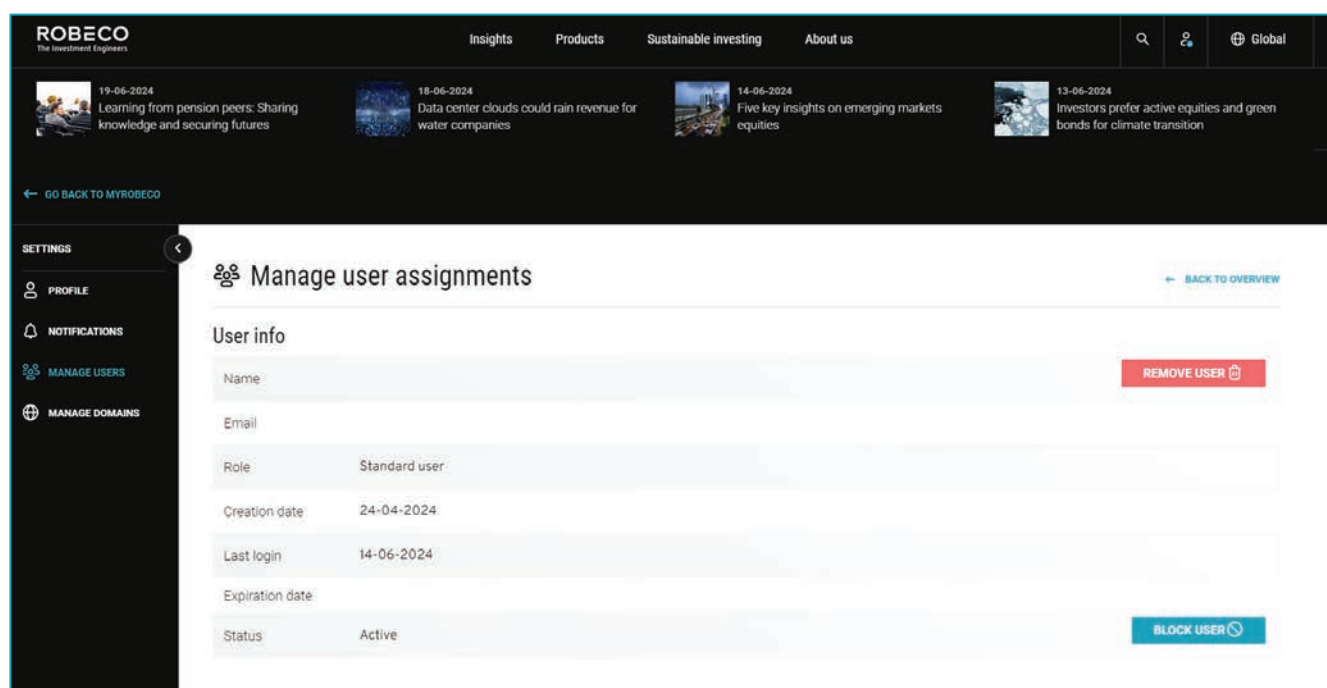 ROBECO
The Investment Engineers
Insights
Products
Sustainable investing
About us
Global
19-06-2024
Learning from pension peers: Sharing
knowledge and securing futures
18-06-2024
Data center clouds could rain revenue for
water companies
14-06-2024
Five key insights on emerging markets
equities
13-06-2024
Investors prefer active equities and green
bonds for climate transition
← GO BACK TO MYROBECO
SETTINGS
PROFILE
NOTIFICATIONS
MANAGE USERS
MANAGE DOMAINS
Manage user assignments
← BACK TO OVERVIEW
User info
Name
REMOVE USER
Email
Role Standard user
Creation date 24-04-2024
Last login 14-06-2024
Expiration date
Status Active
BLOCK USER